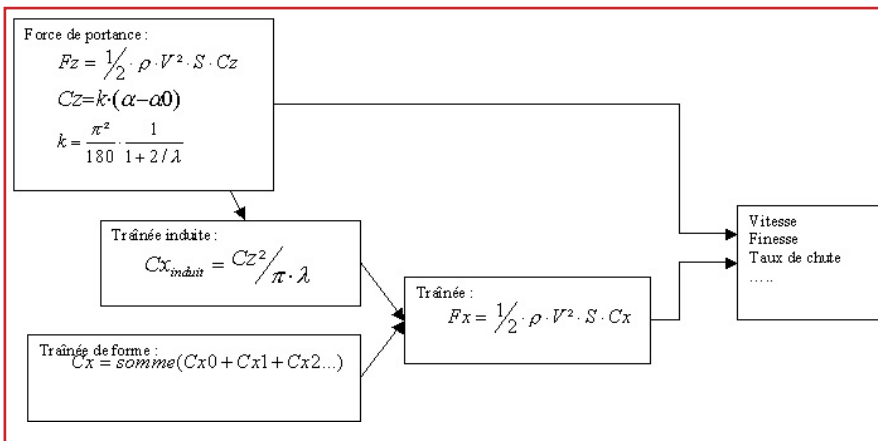 Force de portance :
Fz = 1/2 · ρ · V² · S · Cz
Cz=k·(α−α0)
k = π²/180 · 1/(1+2/λ)
Traînée induite :
Cx_induit = Cz²/π · λ
Traînée de forme :
Cx = somme(Cx0 + Cx1 + Cx2...)
Traînée :
Fx = 1/2 · ρ · V² · S · Cx
Vitesse
Finesse
Taux de chute
.....